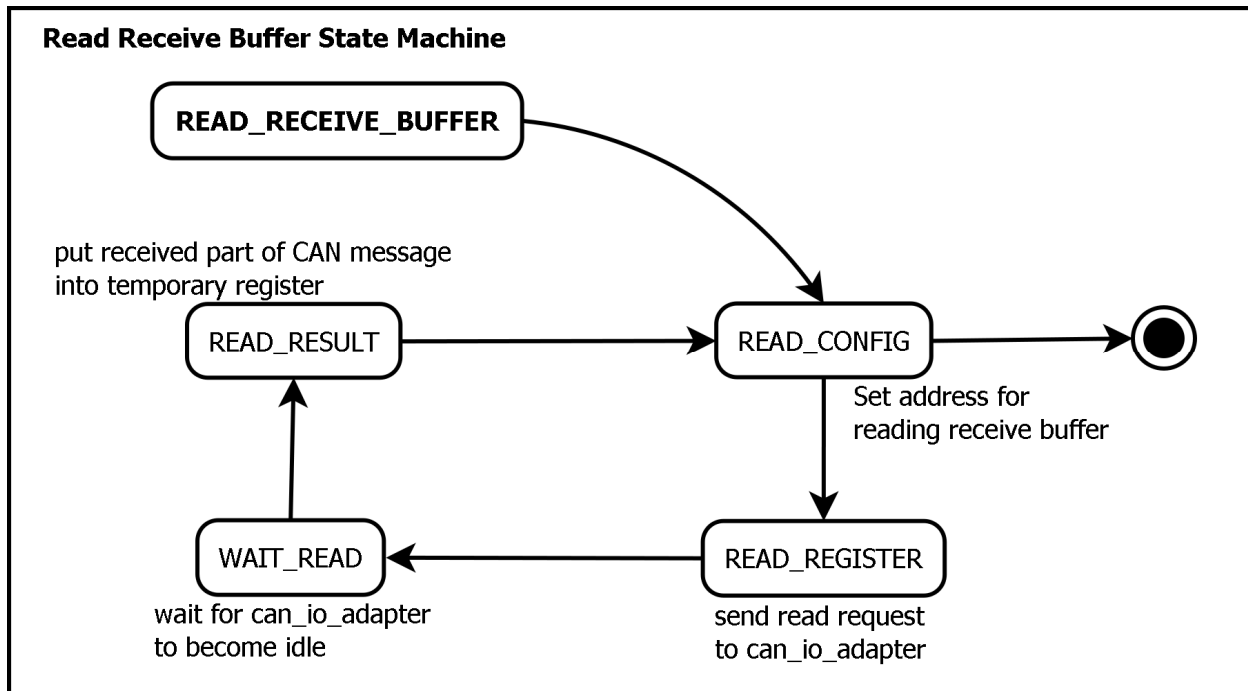 Read Receive Buffer State Machine
READ_RECEIVE_BUFFER
put received part of CAN message
into temporary register
READ_RESULT
READ_CONFIG
Set address for
reading receive buffer
WAIT_READ
READ_REGISTER
wait for can_io_adapter
to become idle
send read request
to can_io_adapter